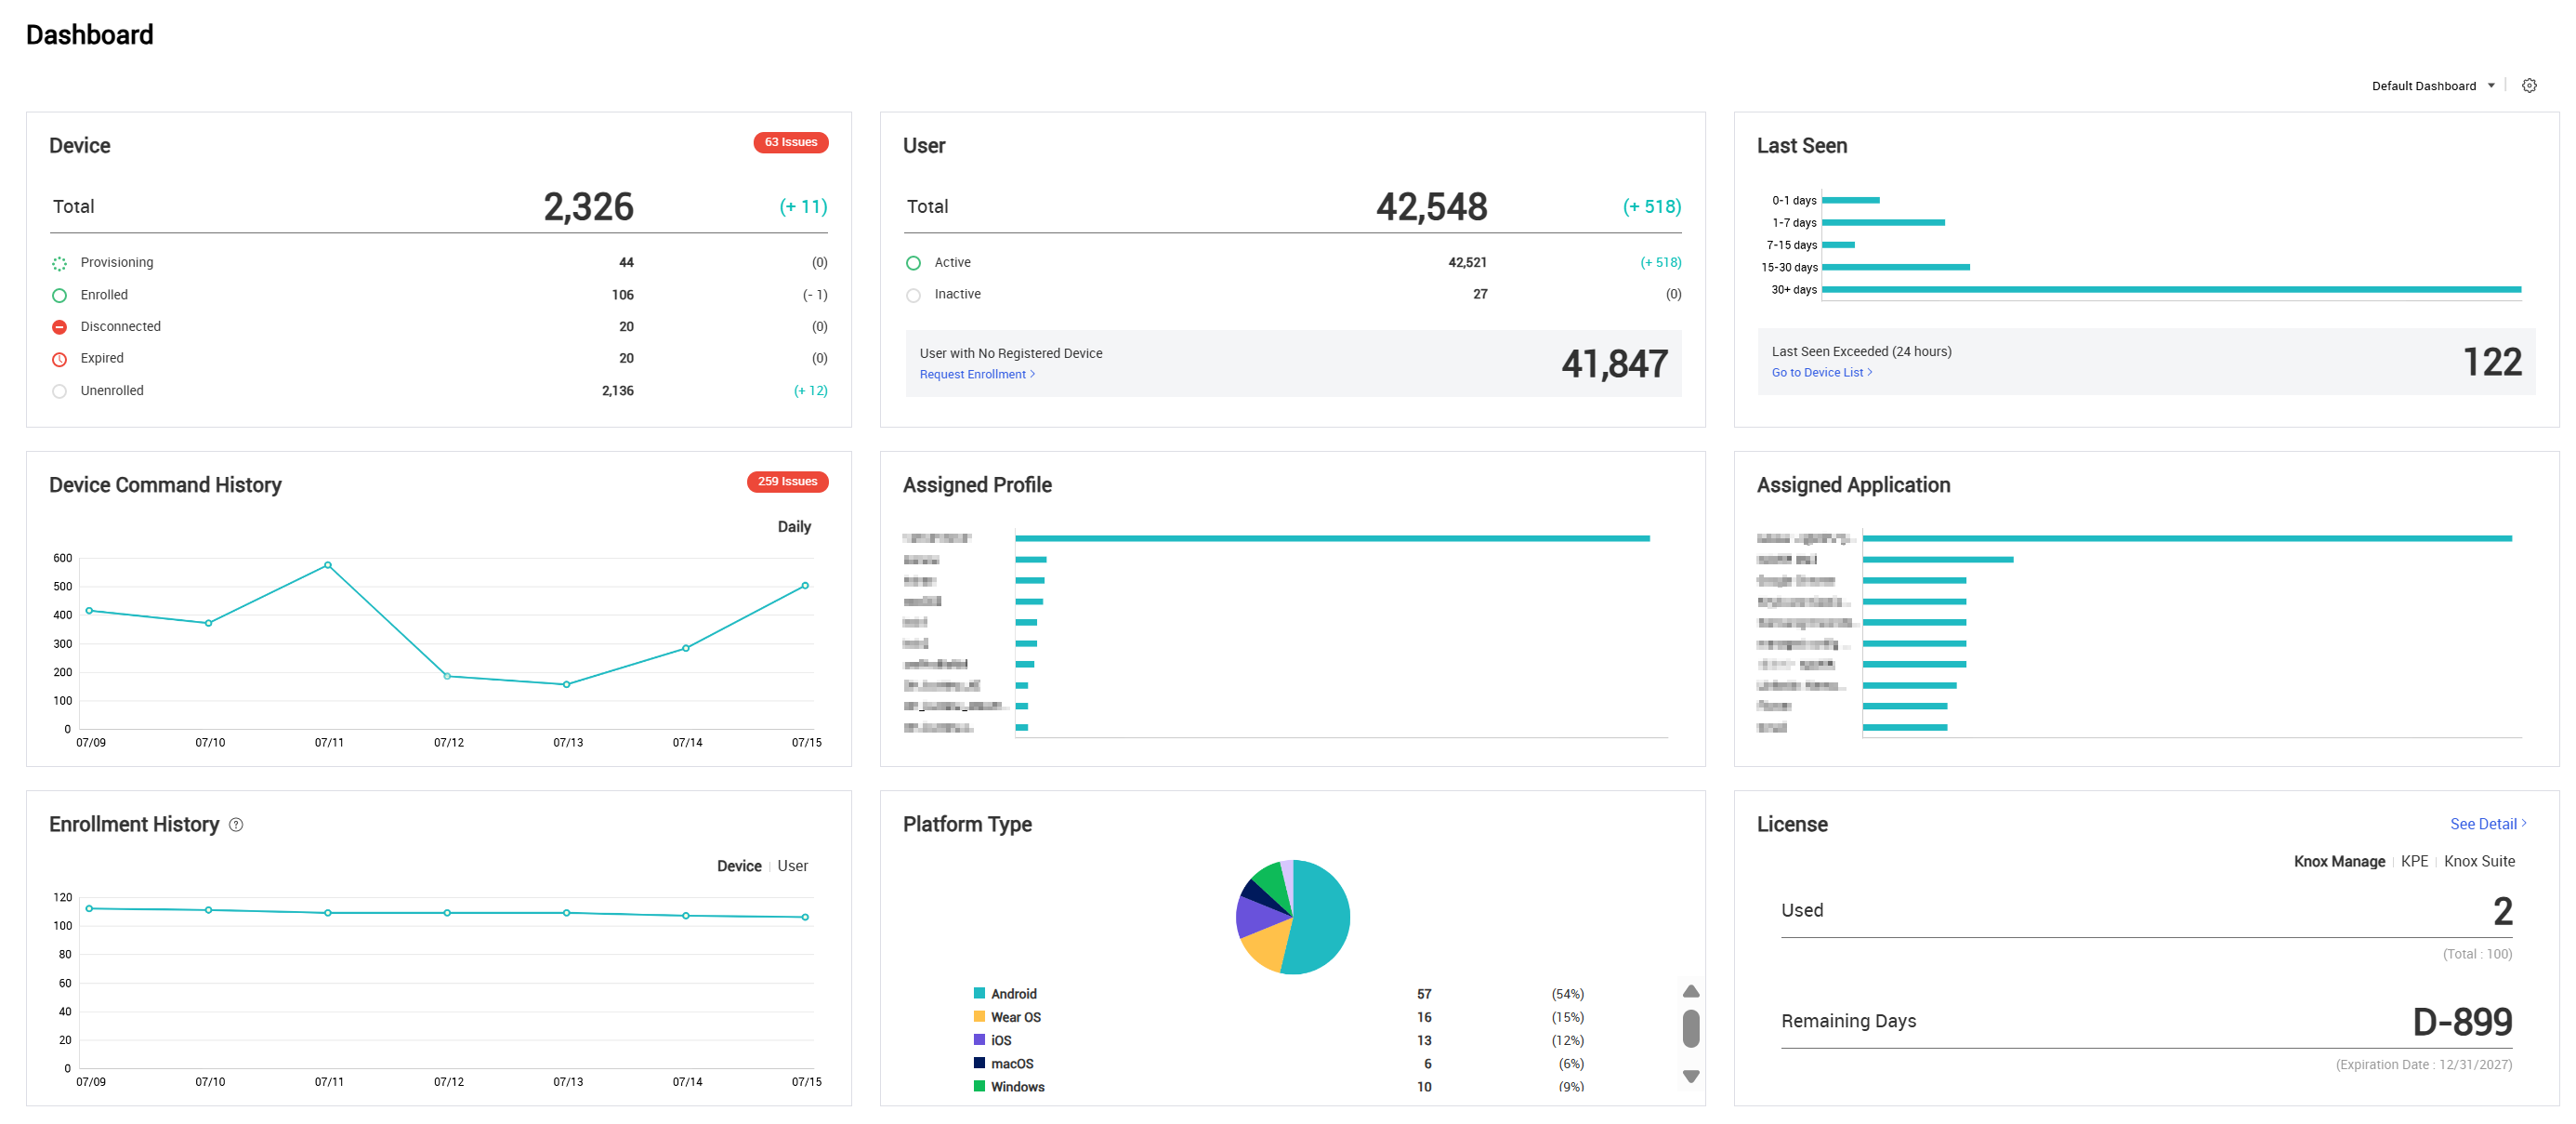 Dashboard
Default Dashboard
Device
63 Issues
Total 2,326 (+ 11)
Provisioning 44 (0)
Enrolled 106 (- 1)
Disconnected 20 (0)
Expired 20 (0)
Unenrolled 2,136 (+ 12)
User
Total 42,548 (+ 518)
Active 42,521 (+ 518)
Inactive 27 (0)
User with No Registered Device 41,847
Request Enrollment >
Last Seen
0-1 days
1-7 days
7-15 days
15-30 days
30+ days
Last Seen Exceeded (24 hours) 122
Go to Device List >
Device Command History
259 Issues
Daily
600
500
400
300
200
100
0
07/09 07/10 07/11 07/12 07/13 07/14 07/15
Assigned Profile
Assigned Application
Enrollment History ?
Device | User
120
100
80
60
40
20
0
07/09 07/10 07/11 07/12 07/13 07/14 07/15
Platform Type
Android 57 (54%)
Wear OS 16 (15%)
iOS 13 (12%)
macOS 6 (6%)
Windows 10 (9%)
License
See Detail >
Knox Manage | KPE | Knox Suite
Used 2
(Total : 100)
Remaining Days D-899
(Expiration Date : 12/31/2027)